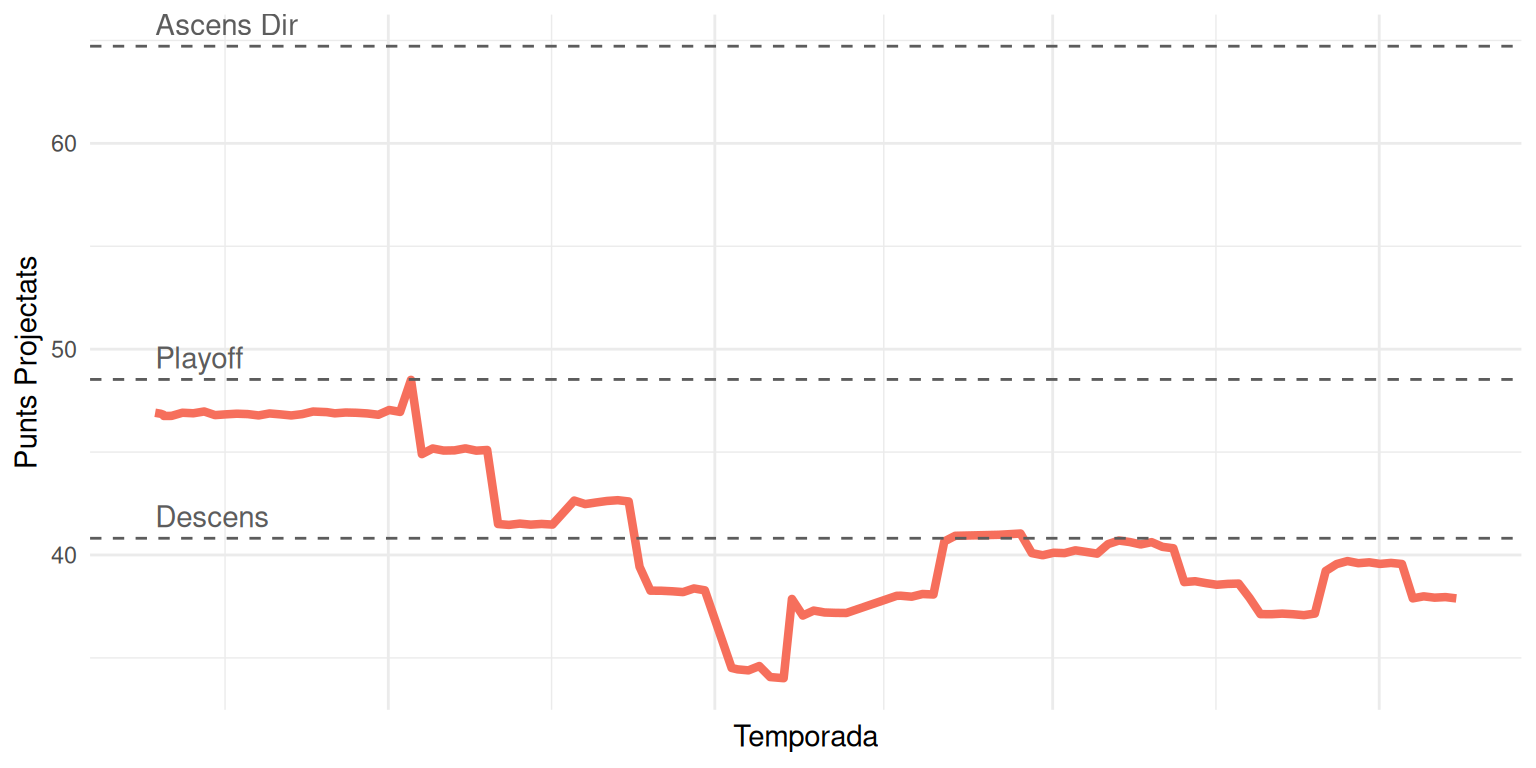 Ascens Dir
60
Playoff
50
Descens
40
Punts Projectats
Temporada